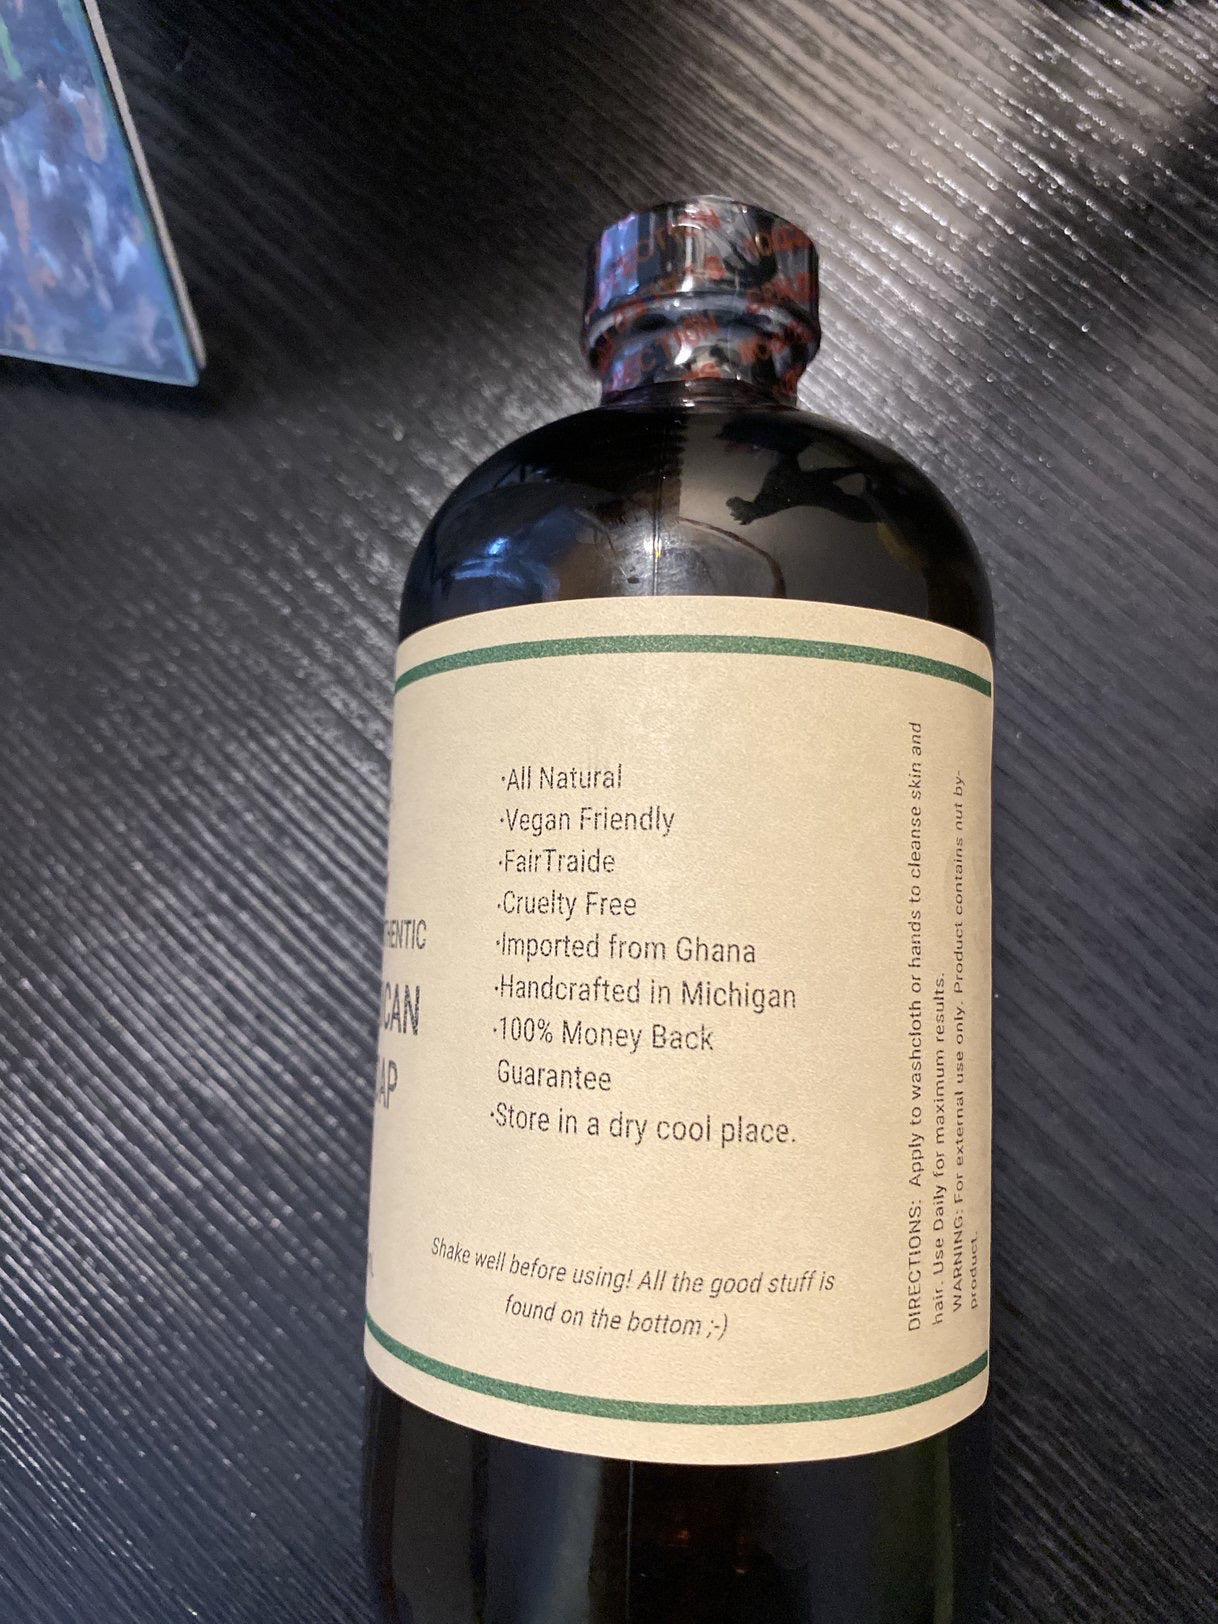 HENTIC
CAN
AP
·All Natural
·Vegan Friendly
·FairTraide
·Cruelty Free
·Imported from Ghana
·Handcrafted in Michigan
·100% Money Back
Guarantee
·Store in a dry cool place.
Shake well before using! All the good stuff is
found on the bottom ;-)
DIRECTIONS: Apply to washcloth or hands to cleanse skin and
hair. Use Daily for maximum results.
WARNING: For external use only. Product contains nut by-
product.